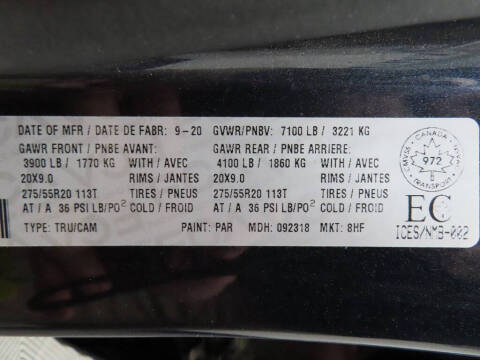 DATE OF MFR / DATE DE FABR: 9-20 GVWR/PNBV: 7100 LB / 3221 KG
GAWR FRONT / PNBE AVANT: GAWR REAR / PNBE ARRIERE:
3900 LB / 1770 KG WITH / AVEC 4100 LB / 1860 KG WITH / AVEC
20X9.0 RIMS / JANTES 20X9.0 RIMS / JANTES
275/55R20 113T TIRES / PNEUS 275/55R20 113T TIRES / PNEUS
AT / A 36 PSI LB/PO² COLD / FROID AT / A 36 PSI LB/PO² COLD / FROID
TYPE: TRU/CAM PAINT: PAR MDH: 092318 MKT: 8HF
CANADA
972
TRANSPORT
EC
ICES/NMB-002